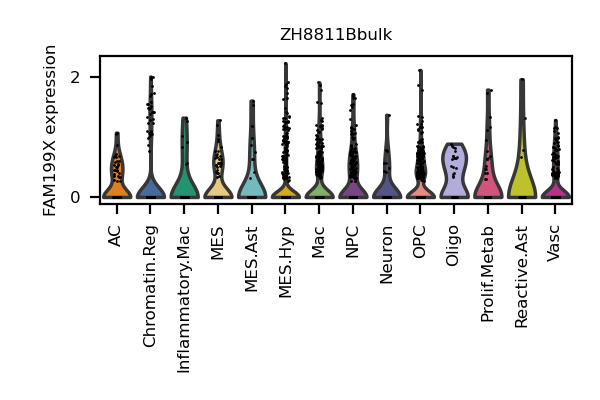 ZH8811Bbulk
FAM199X expression
2
0
AC
Chromatin.Reg
Inflammatory.Mac
MES
MES.Ast
MES.Hyp
Mac
NPC
Neuron
OPC
Oligo
Prolif.Metab
Reactive.Ast
Vasc